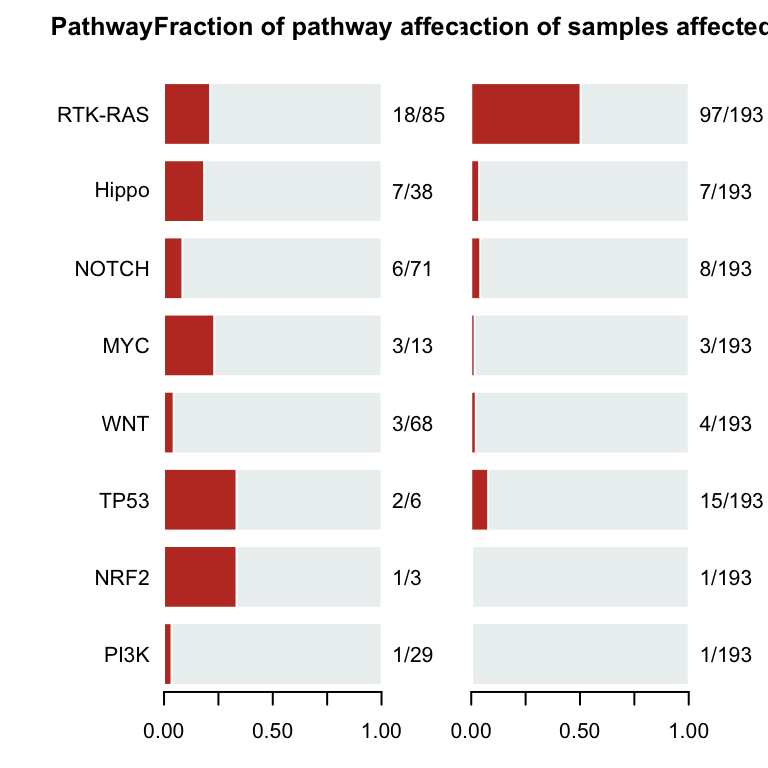 PathwayFraction of pathway affecaction of samples affected
RTK-RAS 18/85 97/193
Hippo 7/38 7/193
NOTCH 6/71 8/193
MYC 3/13 3/193
WNT 3/68 4/193
TP53 2/6 15/193
NRF2 1/3 1/193
PI3K 1/29 1/193
0.00 0.50 1.00 0.00 0.50 1.00